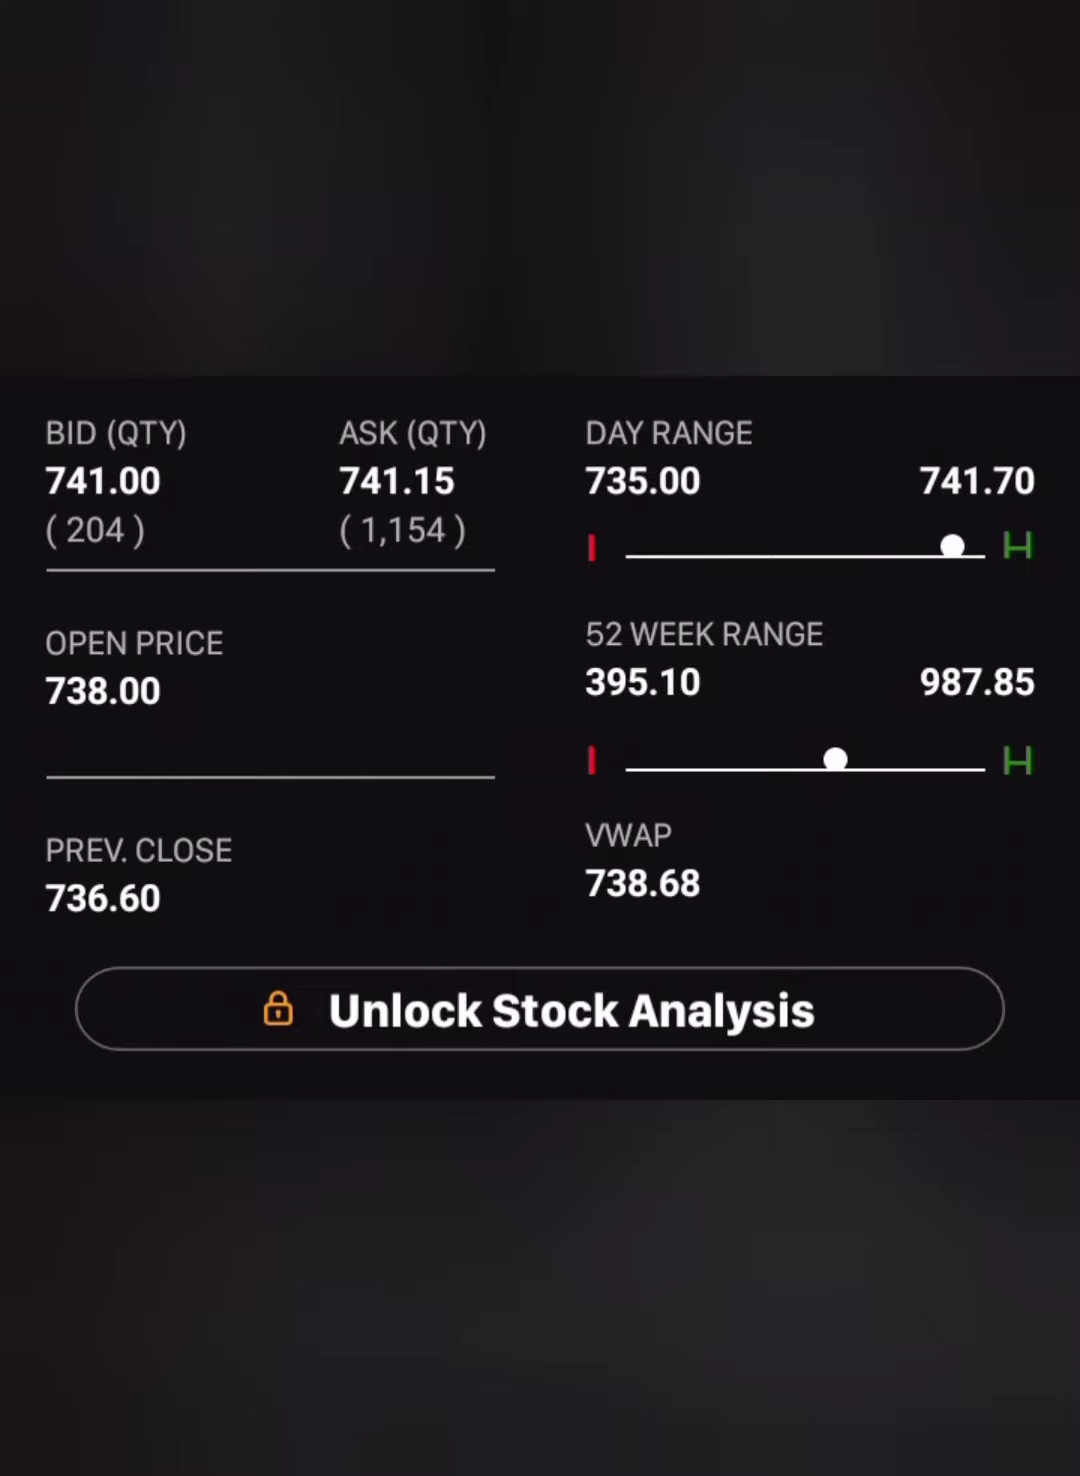 BID (QTY)
741.00
( 204 )
ASK (QTY)
741.15
( 1,154 )
DAY RANGE
735.00 741.70
H
OPEN PRICE
738.00
52 WEEK RANGE
395.10 987.85
H
PREV. CLOSE
736.60
VWAP
738.68
Unlock Stock Analysis